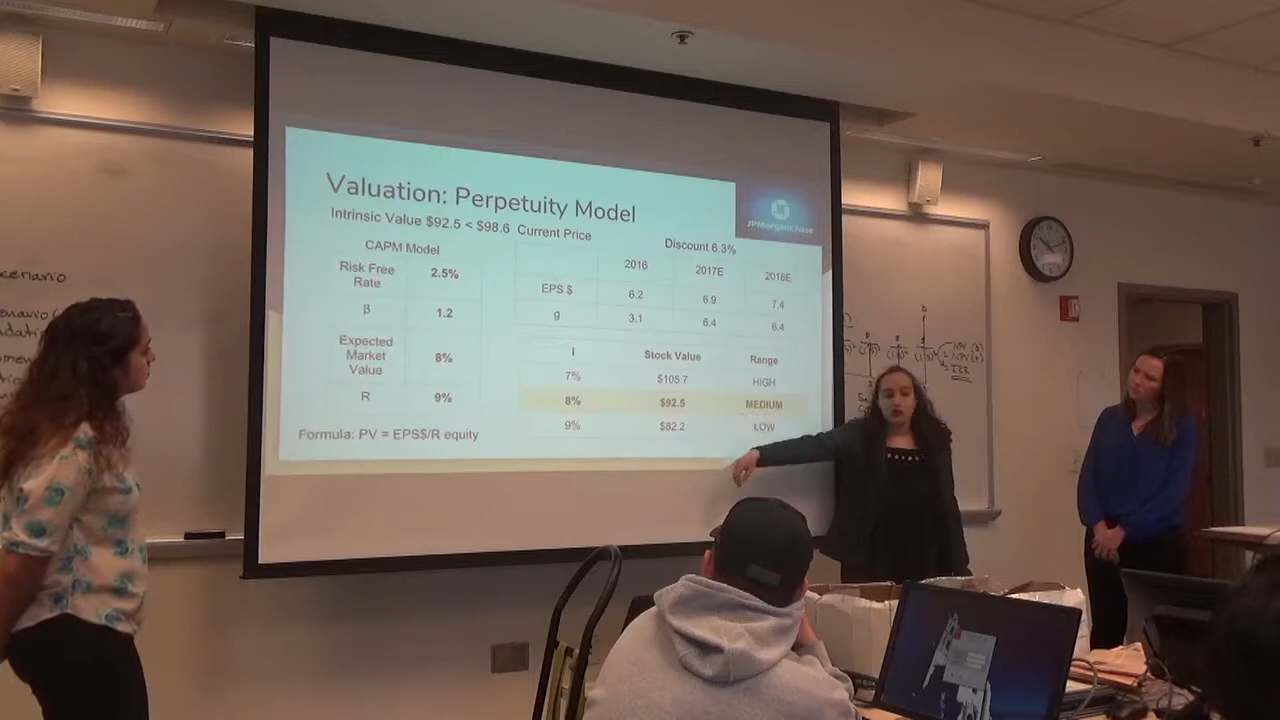 Valuation: Perpetuity Model
JPMorganChase
Intrinsic Value $92.5 < $98.6 Current Price
Discount 6.3%
CAPM Model
Risk Free Rate 2.5%
β 1.2
Expected Market Value 8%
R 9%
Formula: PV = EPS$/R equity
2016 2017E 2018E
EPS $ 6.2 6.9 7.4
g 3.1 6.4 6.4
I Stock Value Range
7% $105.7 HIGH
8% $92.5 MEDIUM
9% $82.2 LOW
cenario
NPV
NPV
IRR